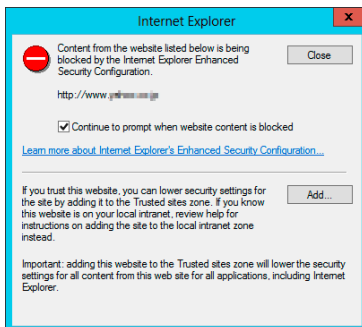 Internet Explorer
x
Content from the website listed below is being
blocked by the Internet Explorer Enhanced
Security Configuration.
Close
http://www.
Continue to prompt when website content is blocked
Learn more about Internet Explorer's Enhanced Security Configuration...
If you trust this website, you can lower security settings for
the site by adding it to the Trusted sites zone. If you know
this website is on your local intranet, review help for
instructions on adding the site to the local intranet zone
instead.
Add...
Important: adding this website to the Trusted sites zone will lower the security
settings for all content from this web site for all applications, including Internet
Explorer.